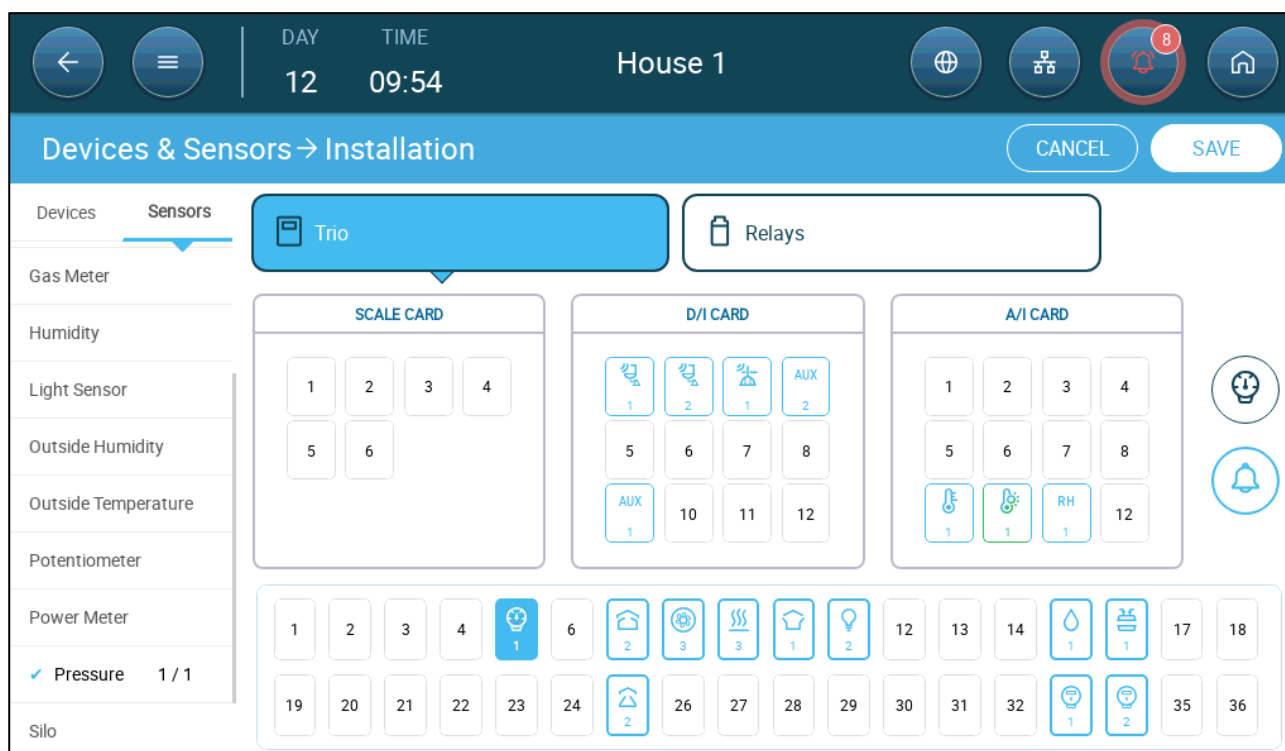 DAY TIME
12 09:54
House 1
8
Devices & Sensors → Installation
CANCEL
SAVE
Devices Sensors
Gas Meter
Humidity
Light Sensor
Outside Humidity
Outside Temperature
Potentiometer
Power Meter
✓ Pressure 1 / 1
Silo
Trio
Relays
SCALE CARD
1 2 3 4
5 6
D/I CARD
AUX
1 2 1 2
5 6 7 8
AUX
1 10 11 12
A/I CARD
1 2 3 4
5 6 7 8
RH
1 1 1 12
1 2 3 4 1 6 2 3 3 1 2 12 13 14 1 1 17 18
19 20 21 22 23 24 2 26 27 28 29 30 31 32 1 2 35 36